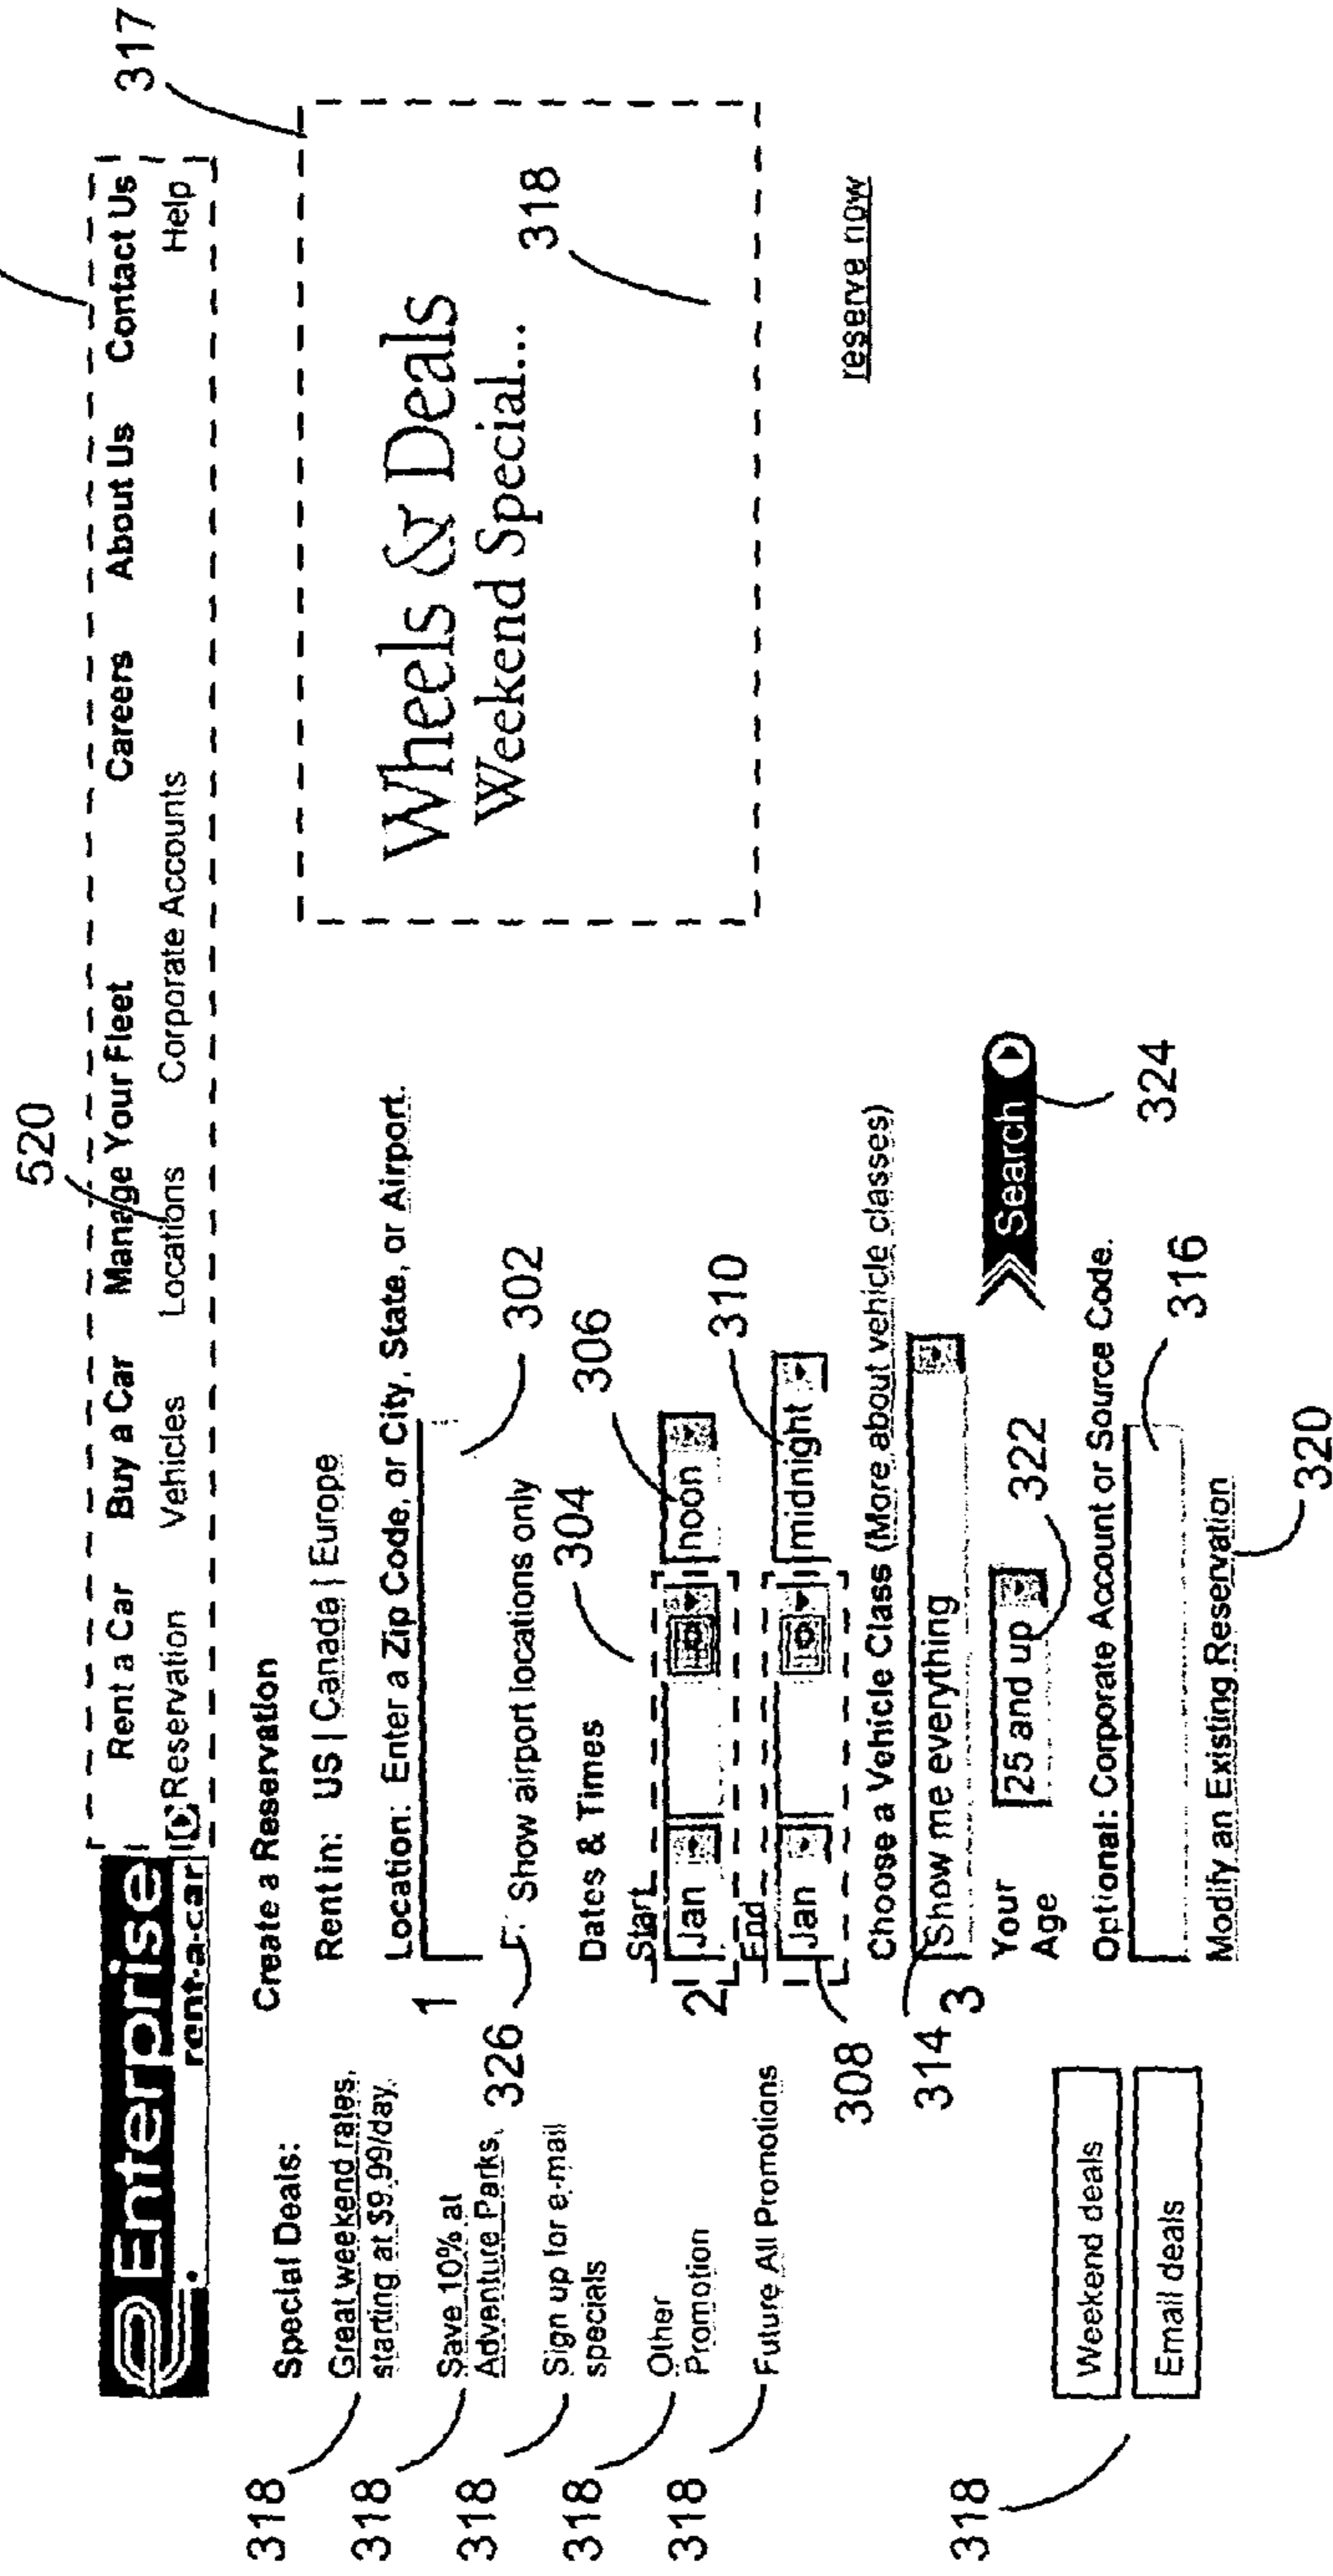 520
317
Enterprise
rent-a-car
Rent a Car Buy a Car Manage Your Fleet Careers About Us Contact Us
Reservation Vehicles Locations Corporate Accounts Help
Special Deals:
318 Great weekend rates,
starting at $9.99/day.
318 Save 10% at
Adventure Parks.
318 Sign up for e-mail
specials
318 Other
Promotion
318 Future All Promotions
318
Weekend deals
Email deals
Create a Reservation
Rent in: US | Canada | Europe
Location: Enter a Zip Code, or City, State, or Airport.
1
302
326 Show airport locations only
Dates & Times
304
306
Start
2 Jan noon
End
310
Jan midnight
308
Choose a Vehicle Class (More about vehicle classes)
314
Show me everything
3
Your
Age
25 and up
322
Search
324
Optional: Corporate Account or Source Code.
316
Modify an Existing Reservation
320
Wheels & Deals
Weekend Special...
318
reserve now